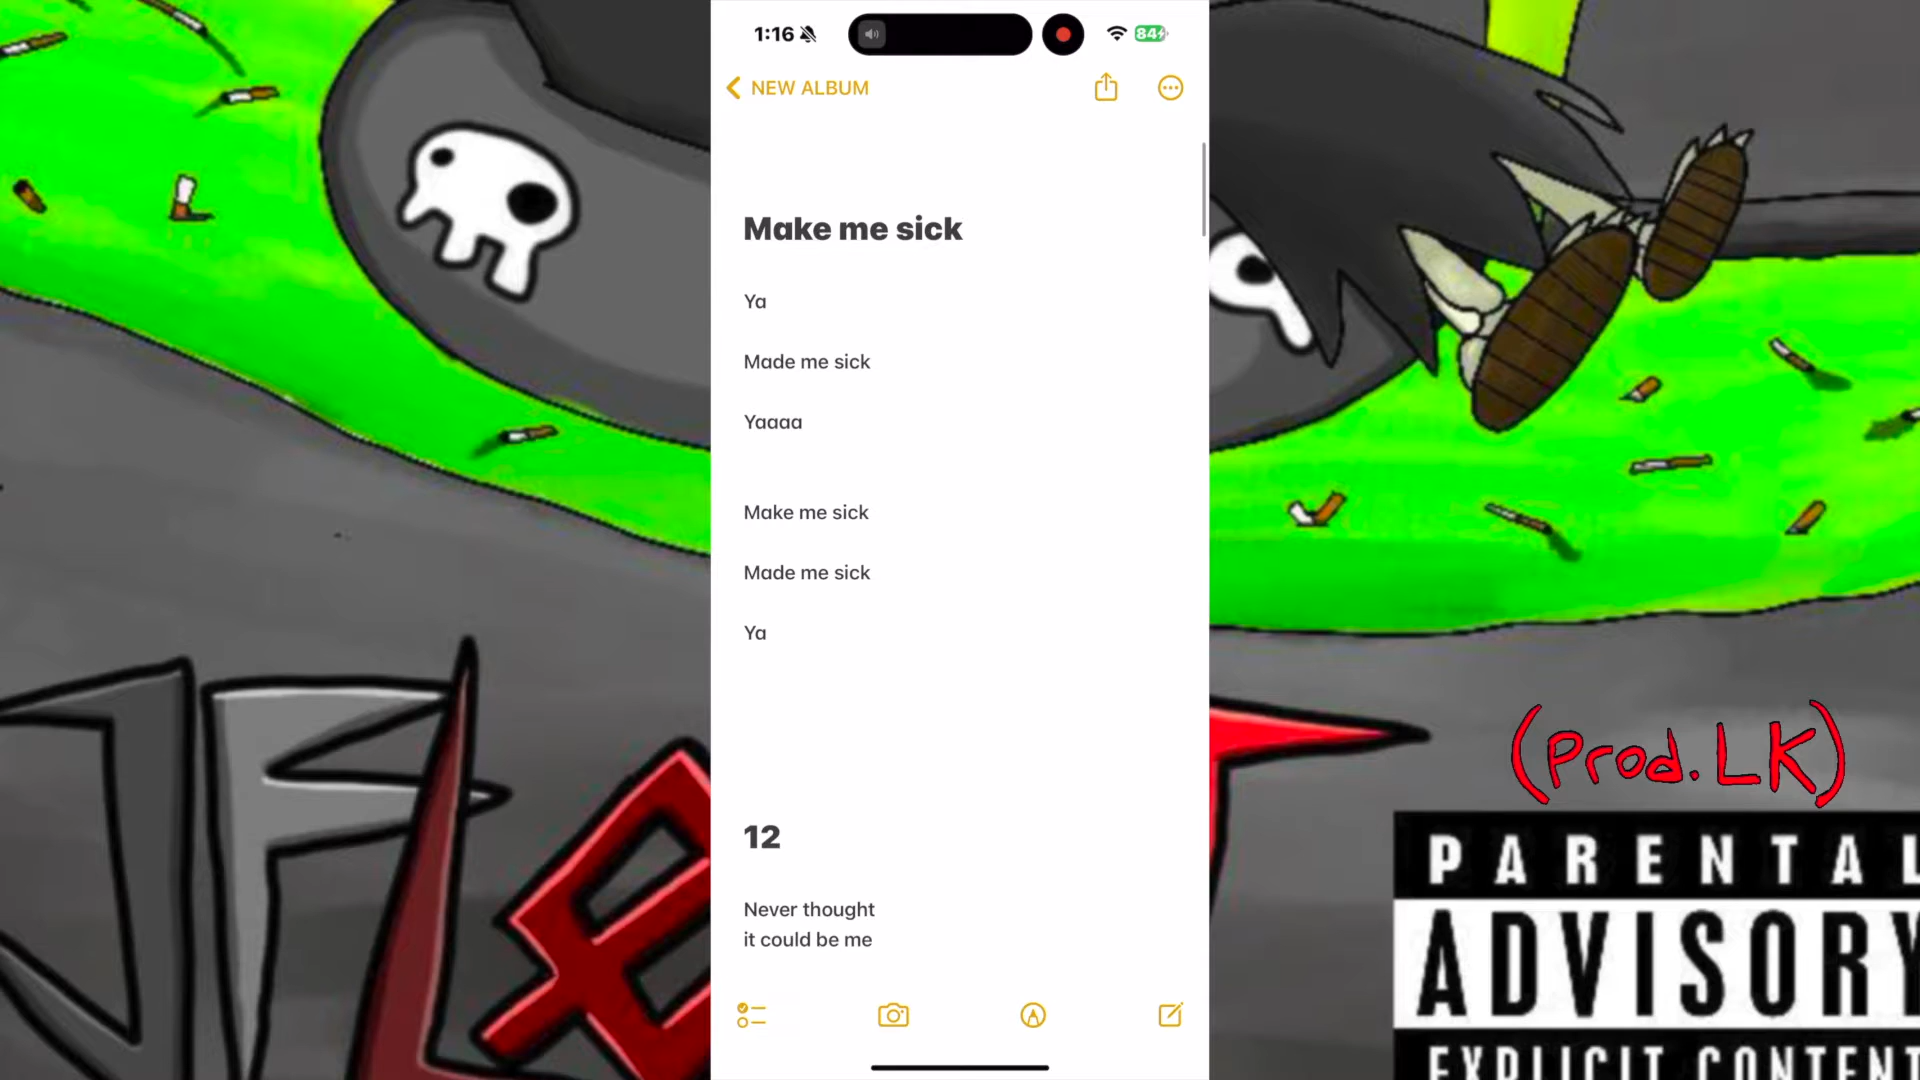 1:16
84
NEW ALBUM
Make me sick
Ya
Made me sick
Yaaaa
Make me sick
Made me sick
Ya
12
Never thought
it could be me
(Prod. LK)
PARENTAL
ADVISORY
EXPLICIT CONTENT